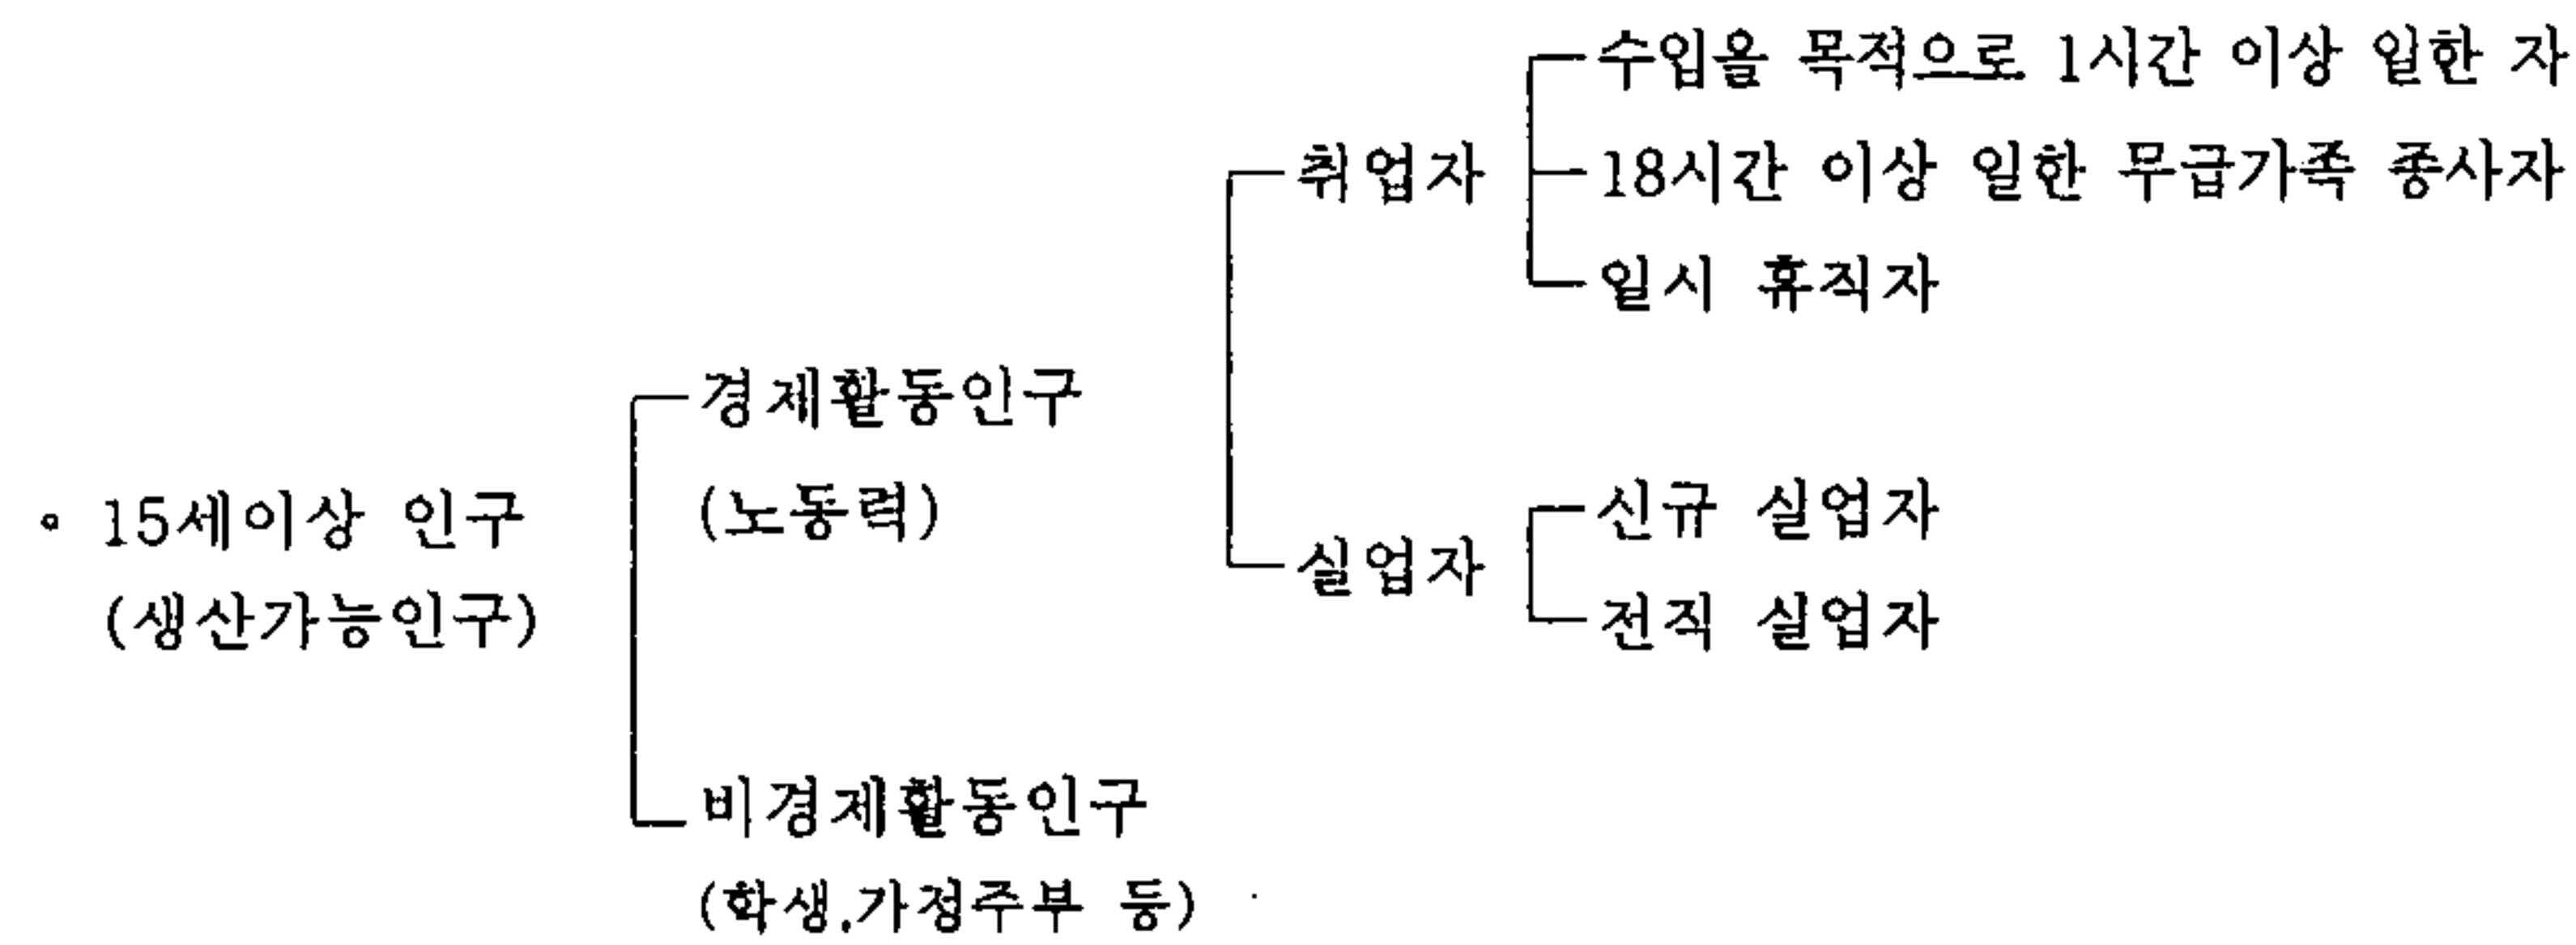 수입을 목적으로 1시간 이상 일한 자
취업자
18시간 이상 일한 무급가족 종사자
일시 휴직자
경제활동인구
(노동력)
◦ 15세이상 인구
(생산가능인구)
신규 실업자
실업자
전직 실업자
비경제활동인구
(학생.가정주부 등)